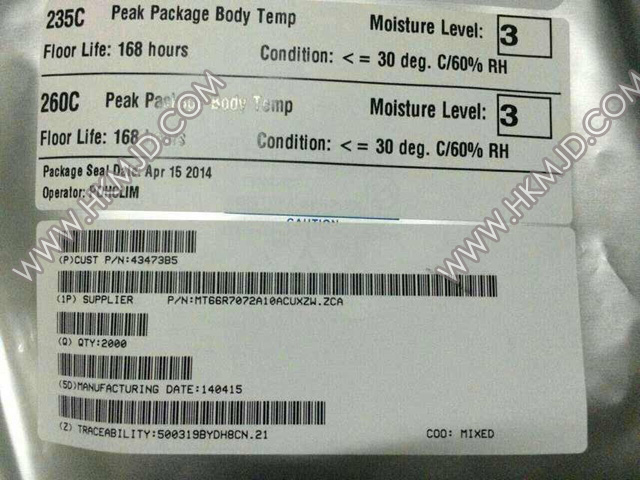 235C Peak Package Body Temp Moisture Level: 3
Floor Life: 168 hours Condition: <= 30 deg. C/60% RH
260C Peak Package Body Temp Moisture Level: 3
Floor Life: 168 hours Condition: <= 30 deg. C/60% RH
Package Seal Date: Apr 15 2014
Operator:
CAUTION
(P)CUST P/N:43473B5
(1P) SUPPLIER P/N:MT66R7072A10ACUXZW.ZCA
(Q) QTY:2000
(5D)MANUFACTURING DATE:140415
(Z) TRACEABILITY:500319BYDH8CN.21 COO: MIXED
WWW.HKMJD.COM
WWW.HKMJD.COM